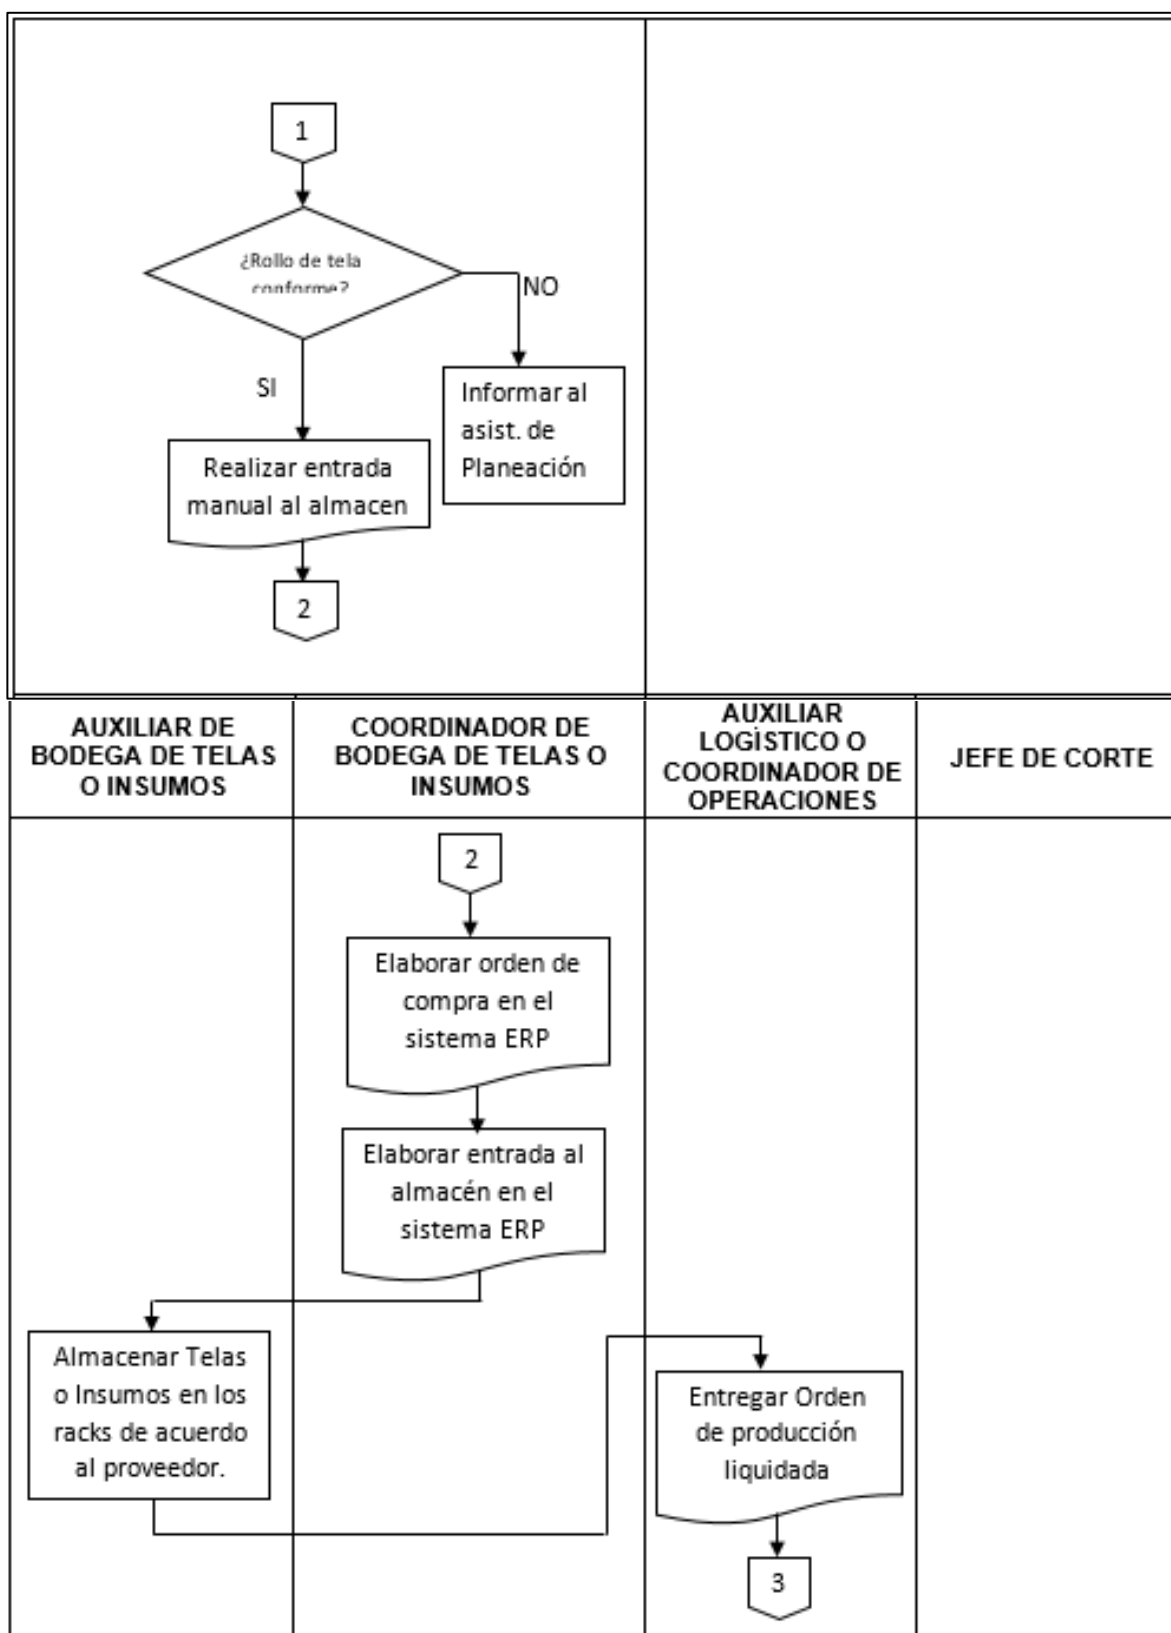 1
¿Rollo de tela
conforme?
NO
SI
Informar al
asist. de
Planeación
Realizar entrada
manual al almacen
2
AUXILIAR DE
BODEGA DE TELAS
O INSUMOS
COORDINADOR DE
BODEGA DE TELAS O
INSUMOS
AUXILIAR
LOGÍSTICO O
COORDINADOR DE
OPERACIONES
JEFE DE CORTE
2
Elaborar orden de
compra en el
sistema ERP
Elaborar entrada al
almacén en el
sistema ERP
Almacenar Telas
o Insumos en los
racks de acuerdo
al proveedor.
Entregar Orden
de producción
liquidada
3